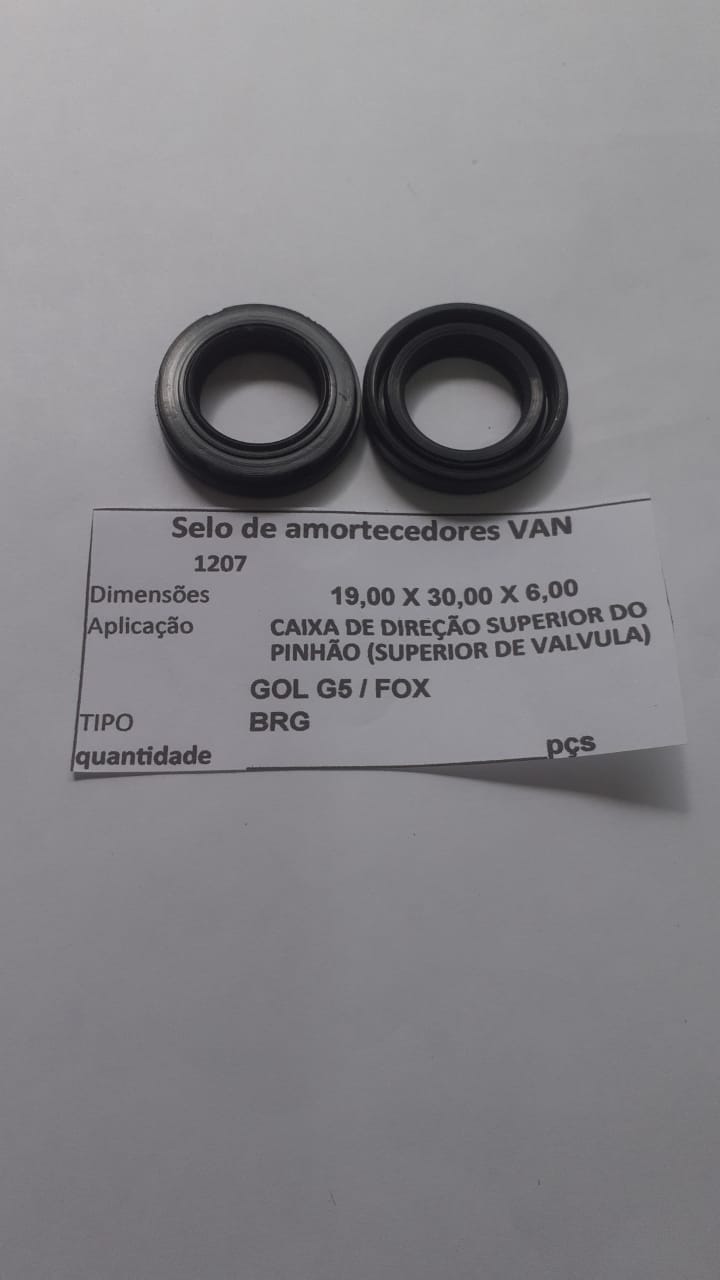 Selo de amortecedores VAN
1207
Dimensões 19,00 X 30,00 X 6,00
Aplicação CAIXA DE DIREÇÃO SUPERIOR DO
PINHÃO (SUPERIOR DE VALVULA)
GOL G5 / FOX
TIPO BRG
quantidade pçs